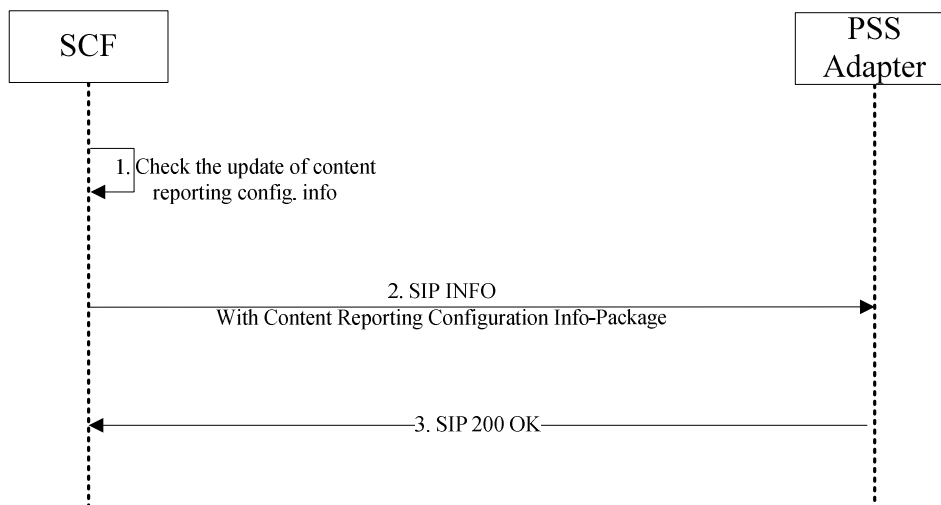 SCF
PSS
Adapter
1. Check the update of content
reporting config. info
2. SIP INFO
With Content Reporting Configuration Info-Package
3. SIP 200 OK